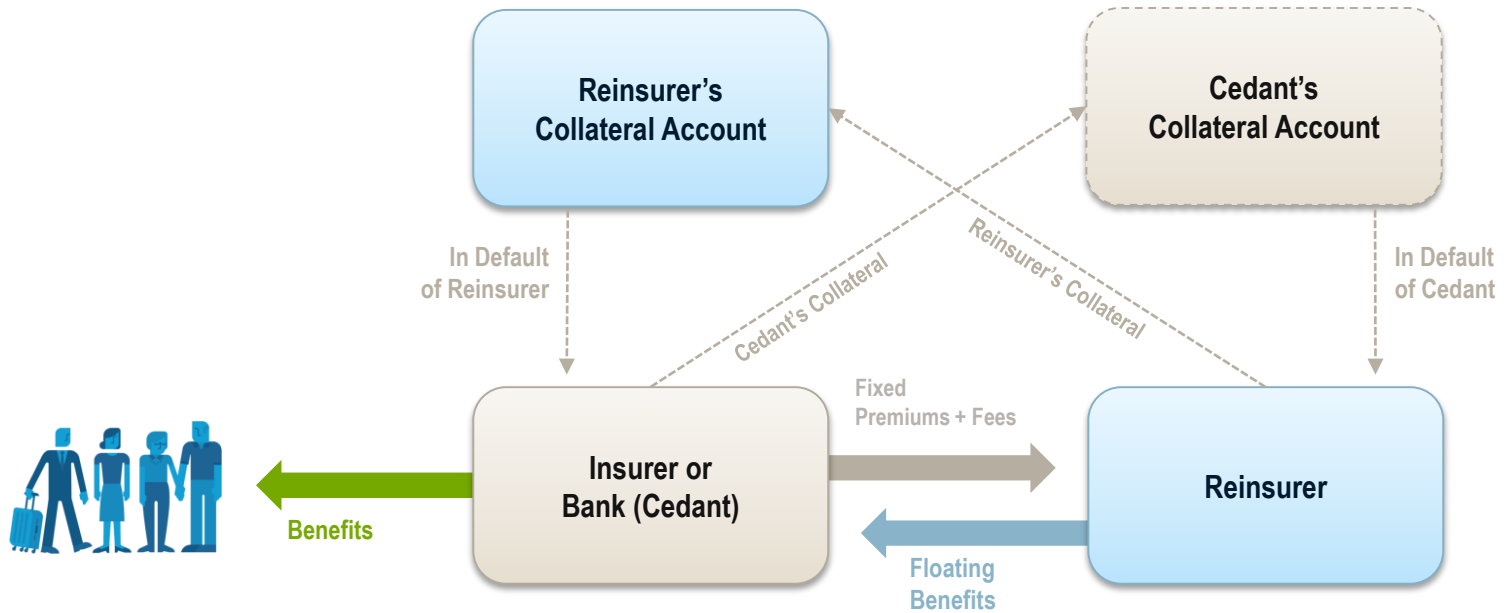 Reinsurer’s
Collateral Account
Cedant’s
Collateral Account
In Default
of Reinsurer
Cedant’s Collateral
Reinsurer’s Collateral
In Default
of Cedant
Fixed
Premiums + Fees
Insurer or
Bank (Cedant)
Reinsurer
Benefits
Floating
Benefits